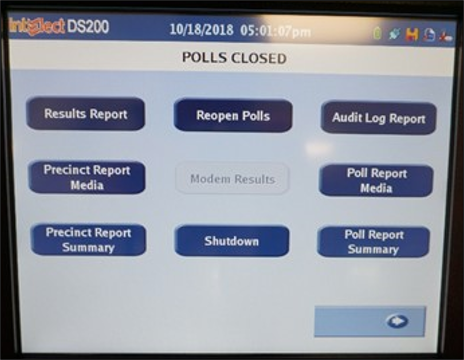 intElect DS200 10/18/2018 05:01:07pm
POLLS CLOSED
Results Report Reopen Polls Audit Log Report
Precinct Report
Media
Modem Results
Poll Report
Media
Precinct Report
Summary
Shutdown
Poll Report
Summary